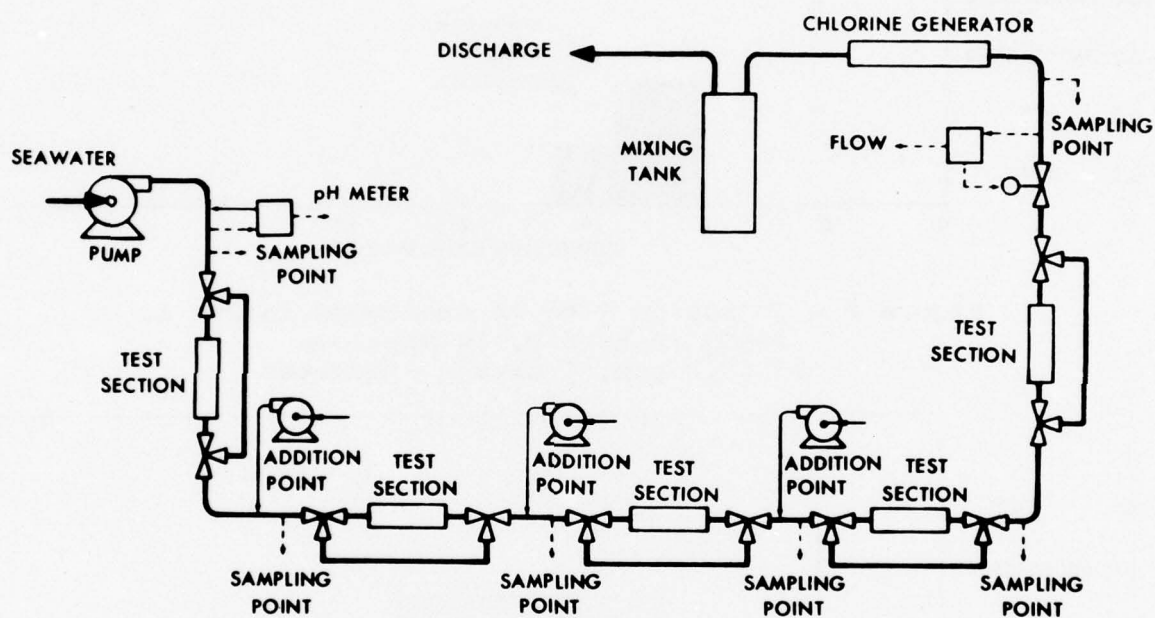 CHLORINE GENERATOR
DISCHARGE
SAMPLING
POINT
FLOW
MIXING
TANK
SEAWATER
pH METER
PUMP
SAMPLING
POINT
TEST
SECTION
TEST
SECTION
ADDITION
POINT
TEST
SECTION
ADDITION
POINT
TEST
SECTION
ADDITION
POINT
TEST
SECTION
SAMPLING
POINT
SAMPLING
POINT
SAMPLING
POINT
SAMPLING
POINT